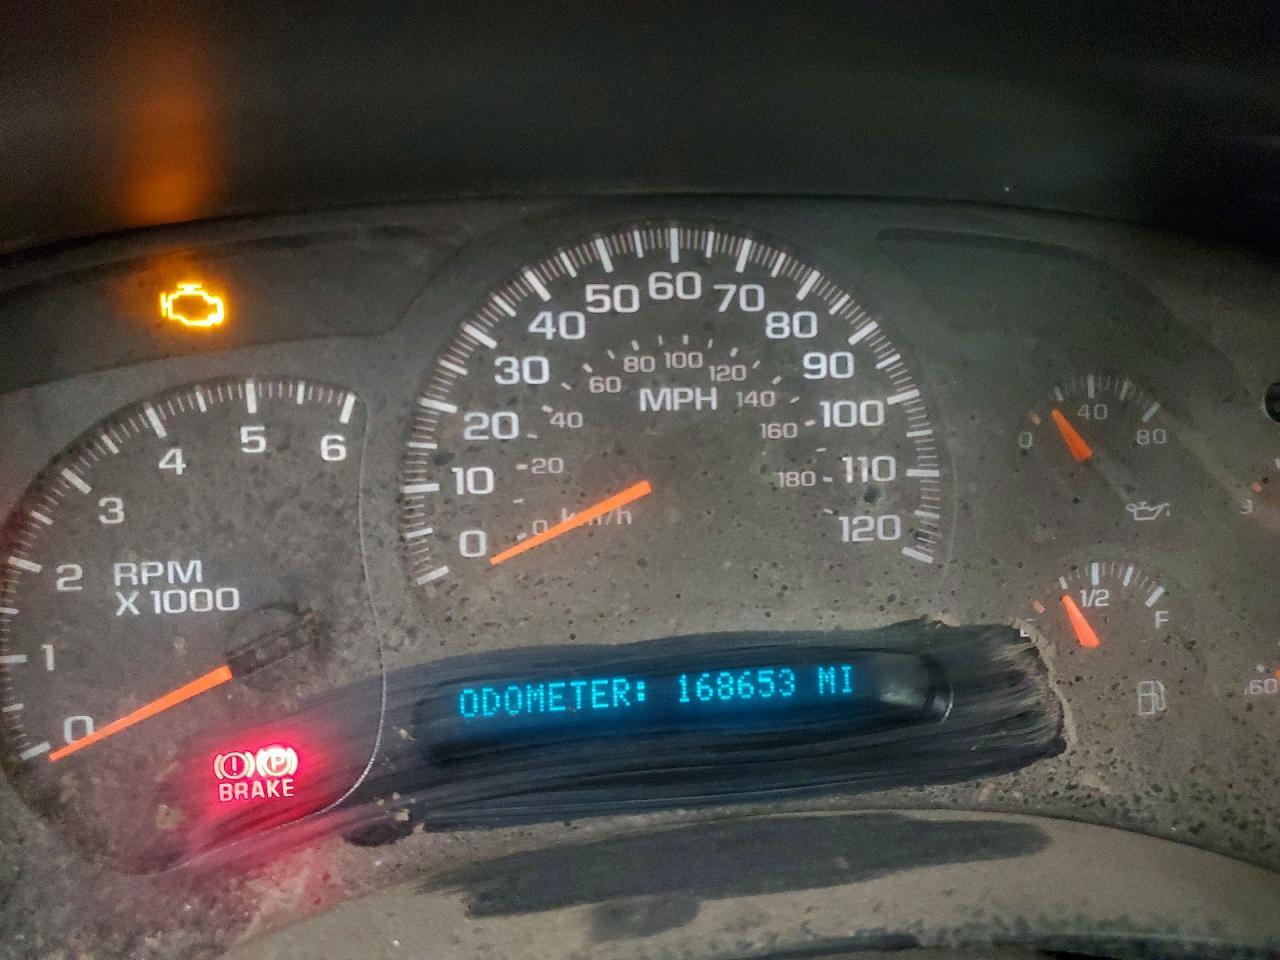 50 60 70
40 80
30 90
80 100 120
60 140
MPH
20 40 160 100
10 20 180 110
0 0 km/h 120
4 5 6
3
2 RPM
X 1000
1
0
0 40 80
1/2
F
60
ODOMETER: 168653 MI
(!) (P)
BRAKE